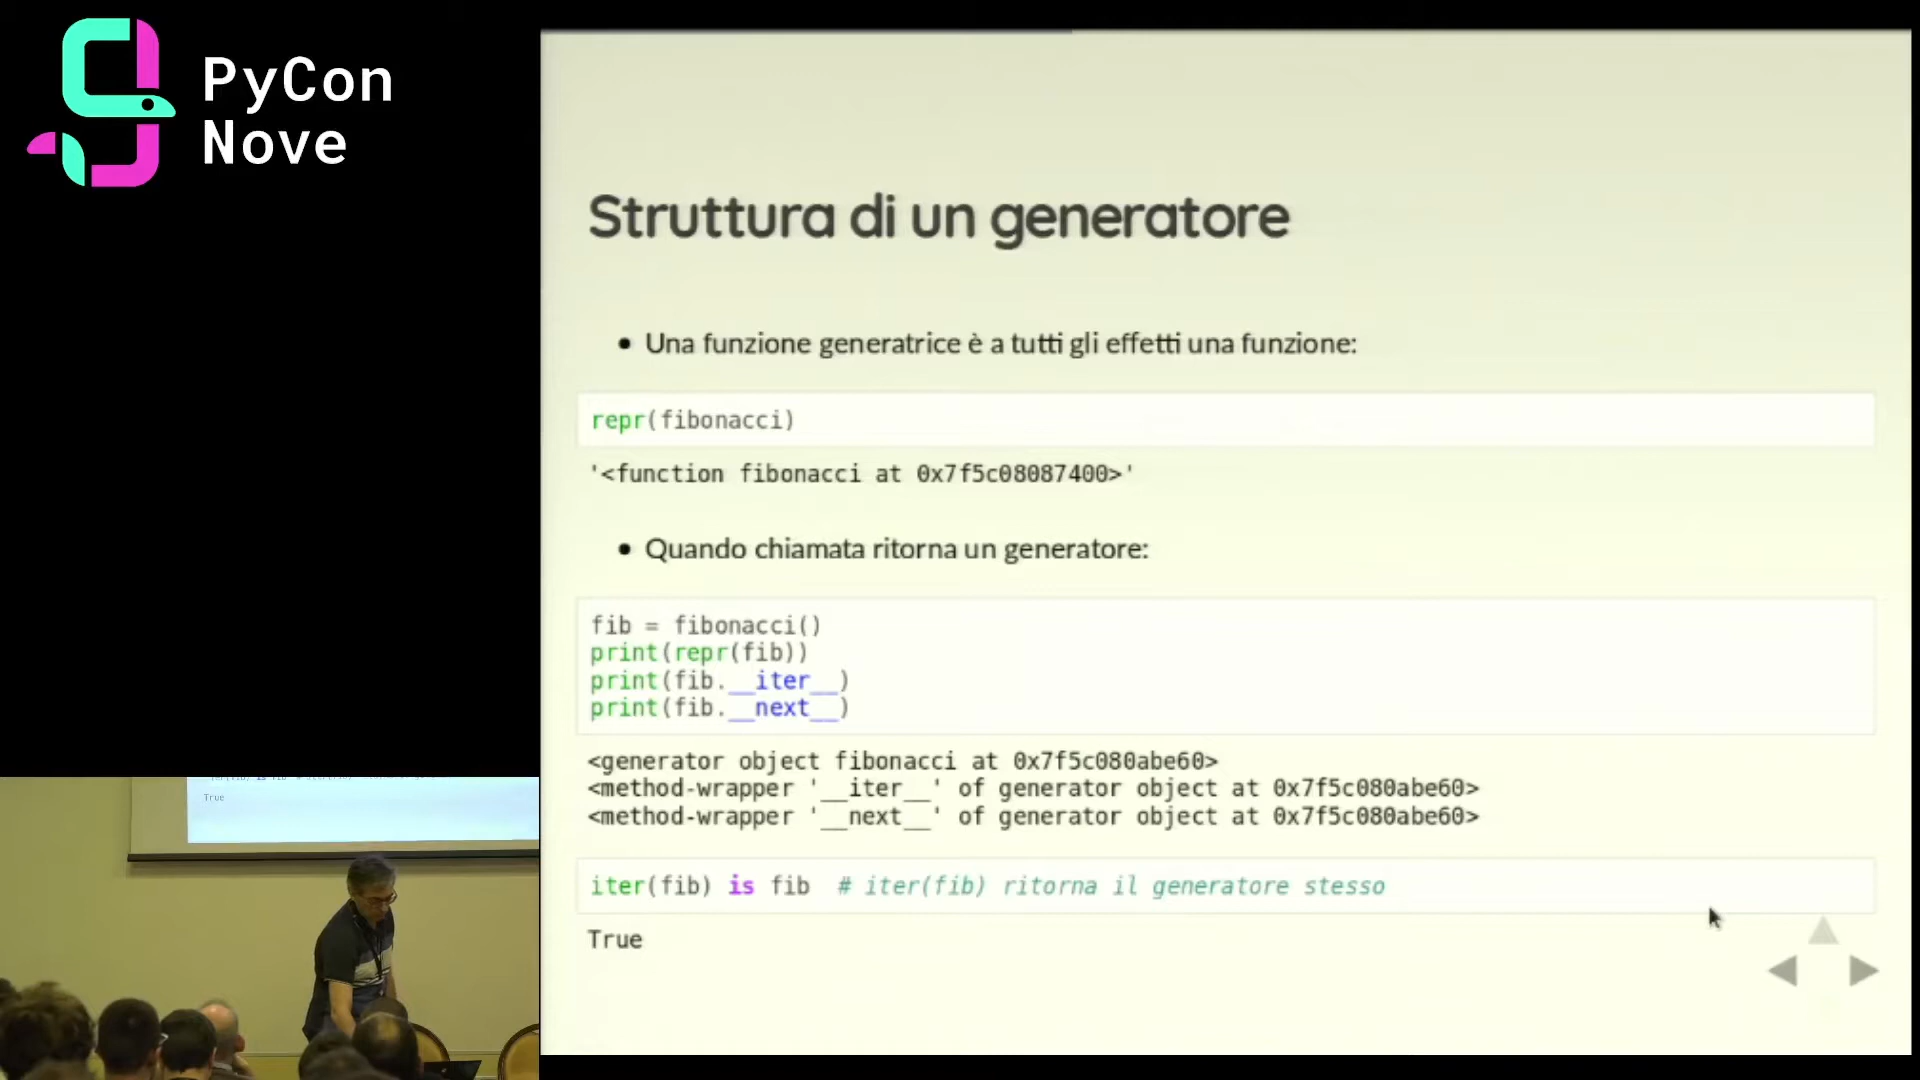 PyCon
Nove
Struttura di un generatore
• Una funzione generatrice è a tutti gli effetti una funzione:
repr(fibonacci)
'<function fibonacci at 0x7f5c08087400>'
• Quando chiamata ritorna un generatore:
fib = fibonacci()
print(repr(fib))
print(fib.__iter__)
print(fib.__next__)
<generator object fibonacci at 0x7f5c080abe60>
<method-wrapper '__iter__' of generator object at 0x7f5c080abe60>
<method-wrapper '__next__' of generator object at 0x7f5c080abe60>
iter(fib) is fib # iter(fib) ritorna il generatore stesso
True
True